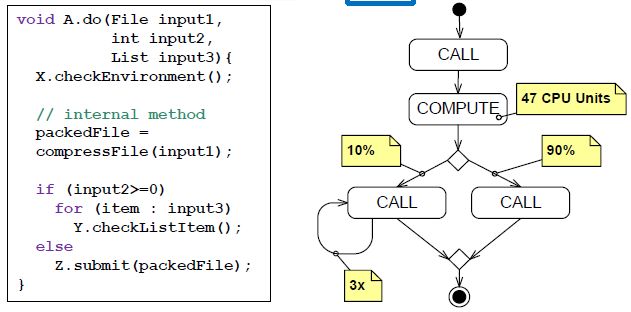 void A.do(File input1,
int input2,
List input3){
X.checkEnvironment();
// internal method
packedFile =
compressFile(input1);
if (input2>=0)
for (item : input3)
Y.checkListItem();
else
Z.submit(packedFile);
}
CALL
COMPUTE
47 CPU Units
10%
90%
CALL
CALL
3x